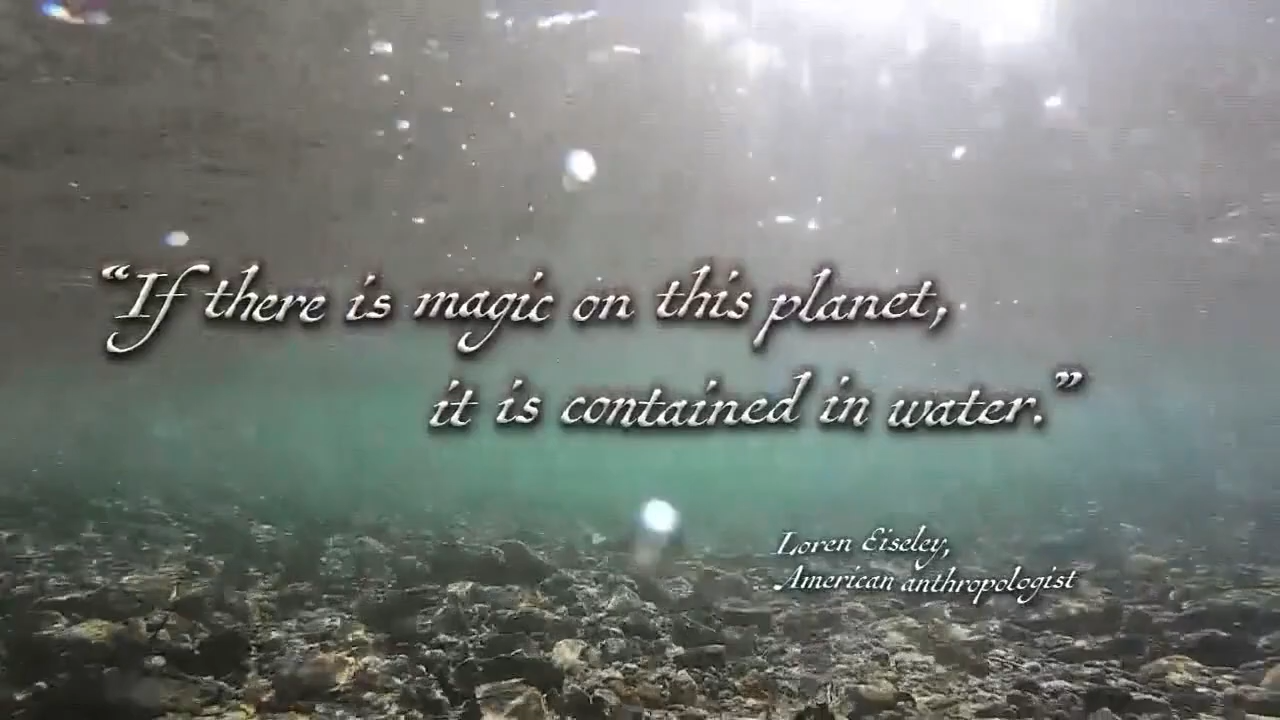 “If there is magic on this planet,
it is contained in water.”
Loren Eiseley,
American anthropologist